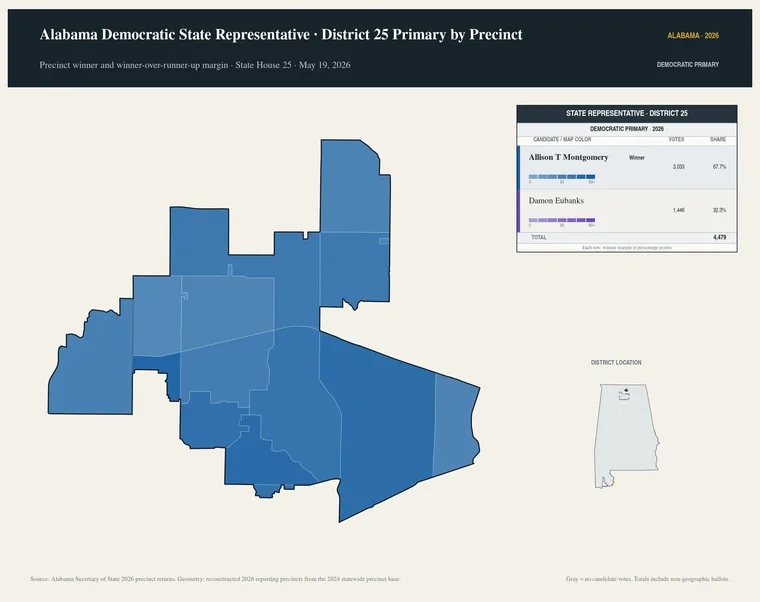 Alabama Democratic State Representative · District 25 Primary by Precinct
ALABAMA · 2026
Precinct winner and winner-over-runner-up margin · State House 25 · May 19, 2026
DEMOCRATIC PRIMARY
STATE REPRESENTATIVE · DISTRICT 25
DEMOCRATIC PRIMARY · 2026
CANDIDATE / MAP COLOR VOTES SHARE
Allison T Montgomery Winner 3,033 67.7%
0 30 60+
Damon Eubanks 1,446 32.3%
0 30 60+
TOTAL 4,479
Each row: winner margin in percentage points
DISTRICT LOCATION
Source: Alabama Secretary of State 2026 precinct returns. Geometry: reconstructed 2026 reporting precincts from the 2024 statewide precinct base.
Gray = no candidate votes. Totals include non-geographic ballots.